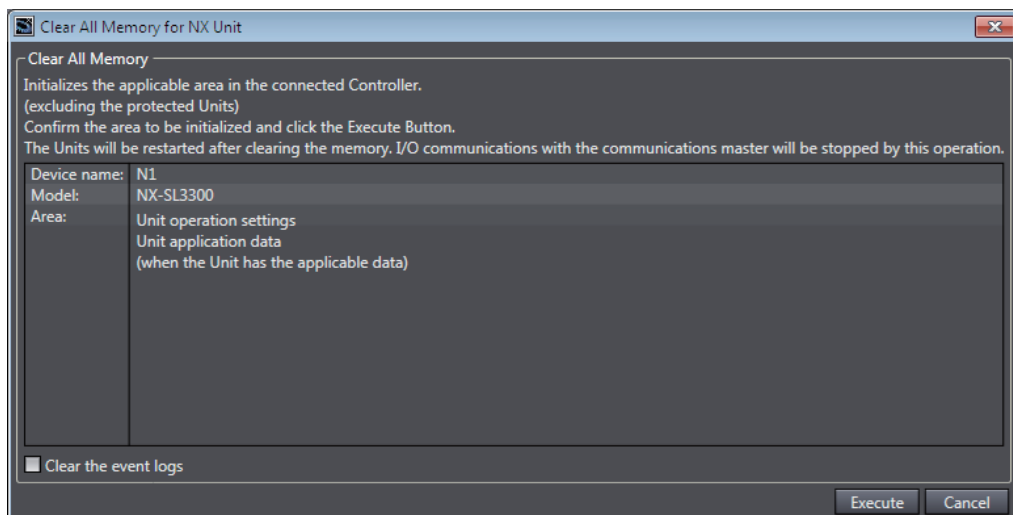 Clear All Memory for NX Unit
Clear All Memory
Initializes the applicable area in the connected Controller.
(excluding the protected Units)
Confirm the area to be initialized and click the Execute Button.
The Units will be restarted after clearing the memory. I/O communications with the communications master will be stopped by this operation.
Device name: N1
Model: NX-SL3300
Area: Unit operation settings
Unit application data
(when the Unit has the applicable data)
Clear the event logs
Execute Cancel